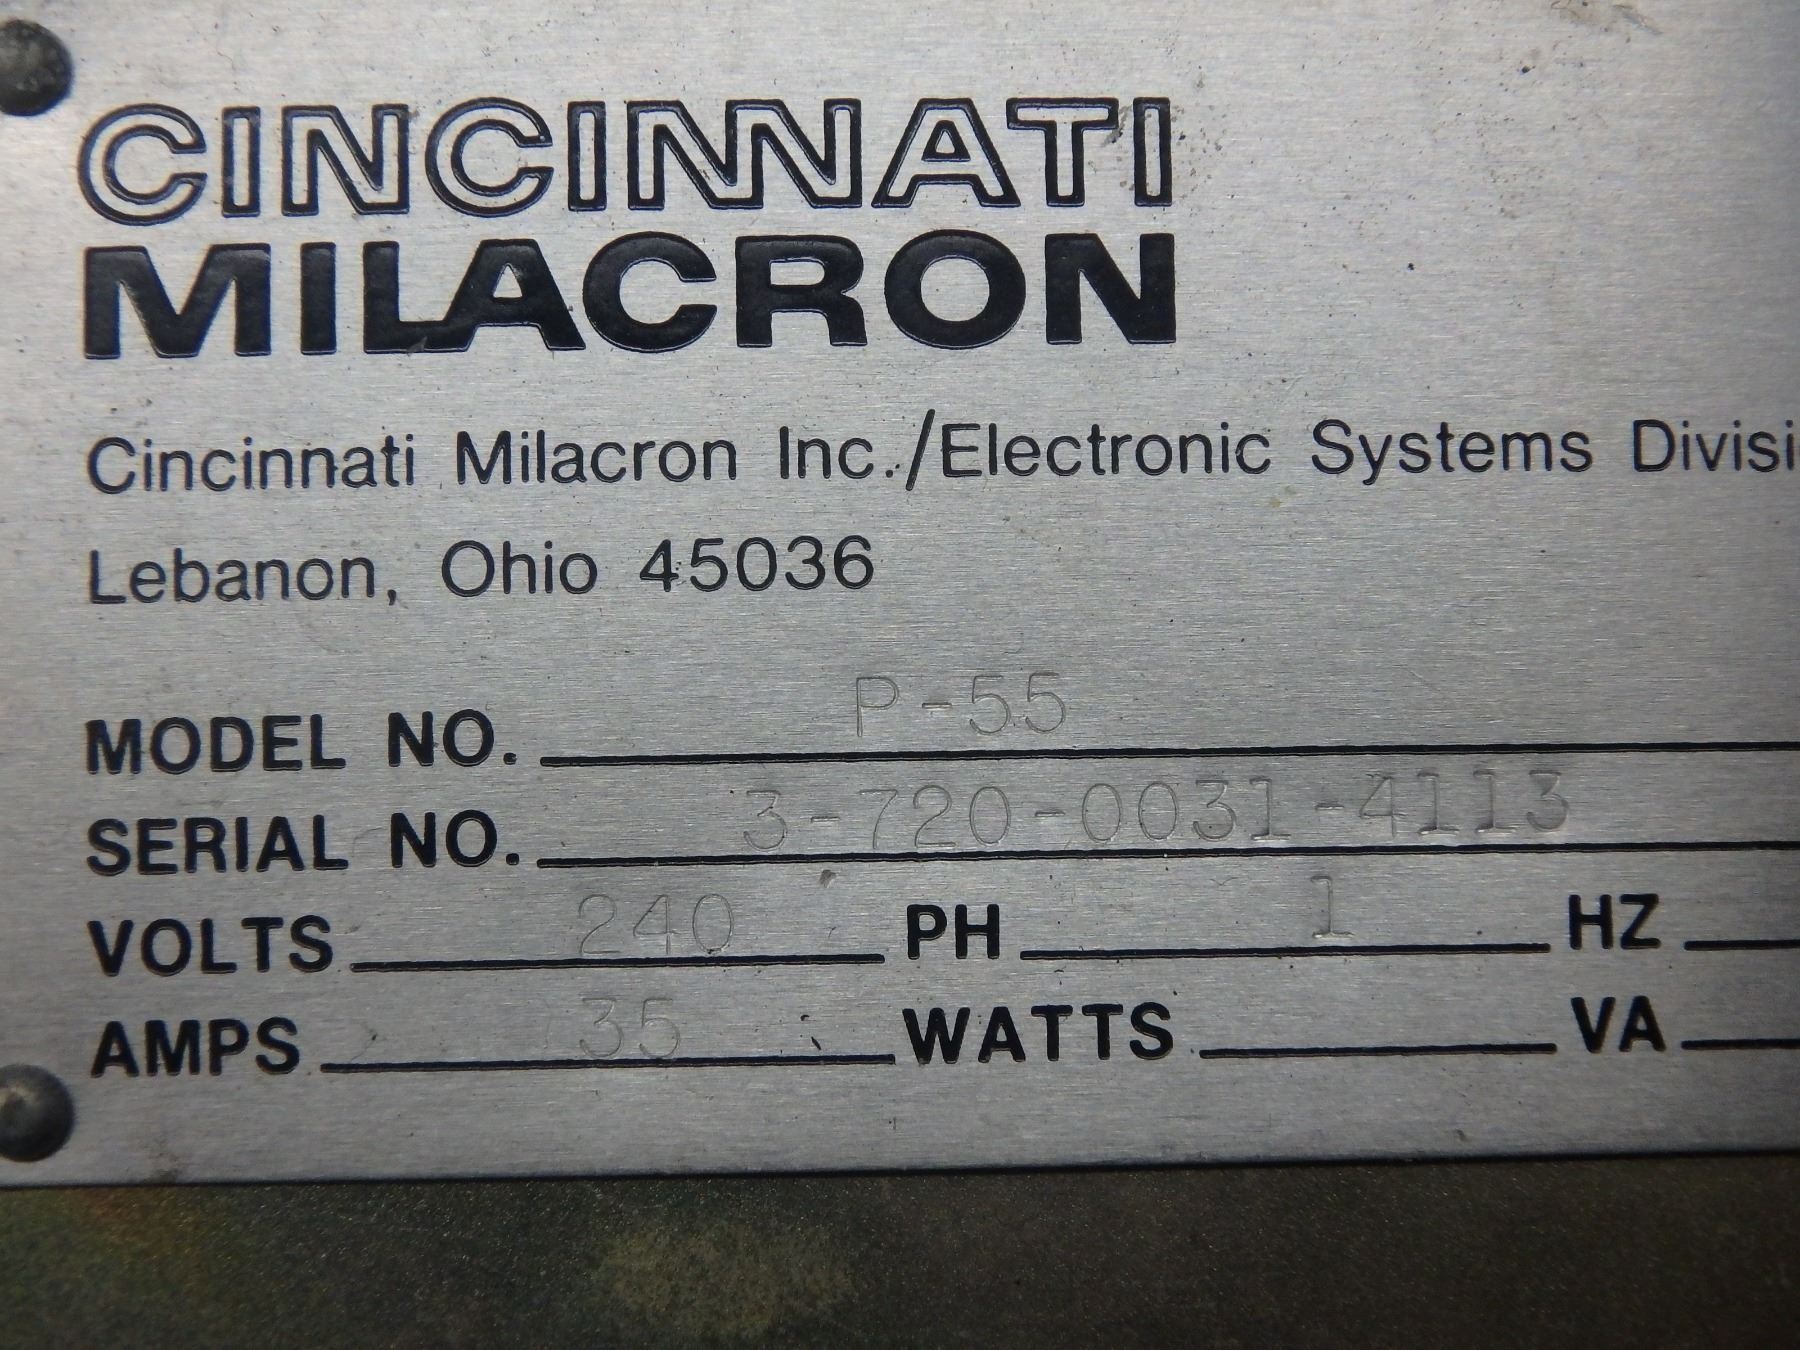 CINCINNATI
MILACRON
Cincinnati Milacron Inc./Electronic Systems Divisi
Lebanon, Ohio 45036
MODEL NO. P-55
SERIAL NO. 3-720-0031-4113
VOLTS 240 PH 1 HZ
AMPS 35 WATTS VA